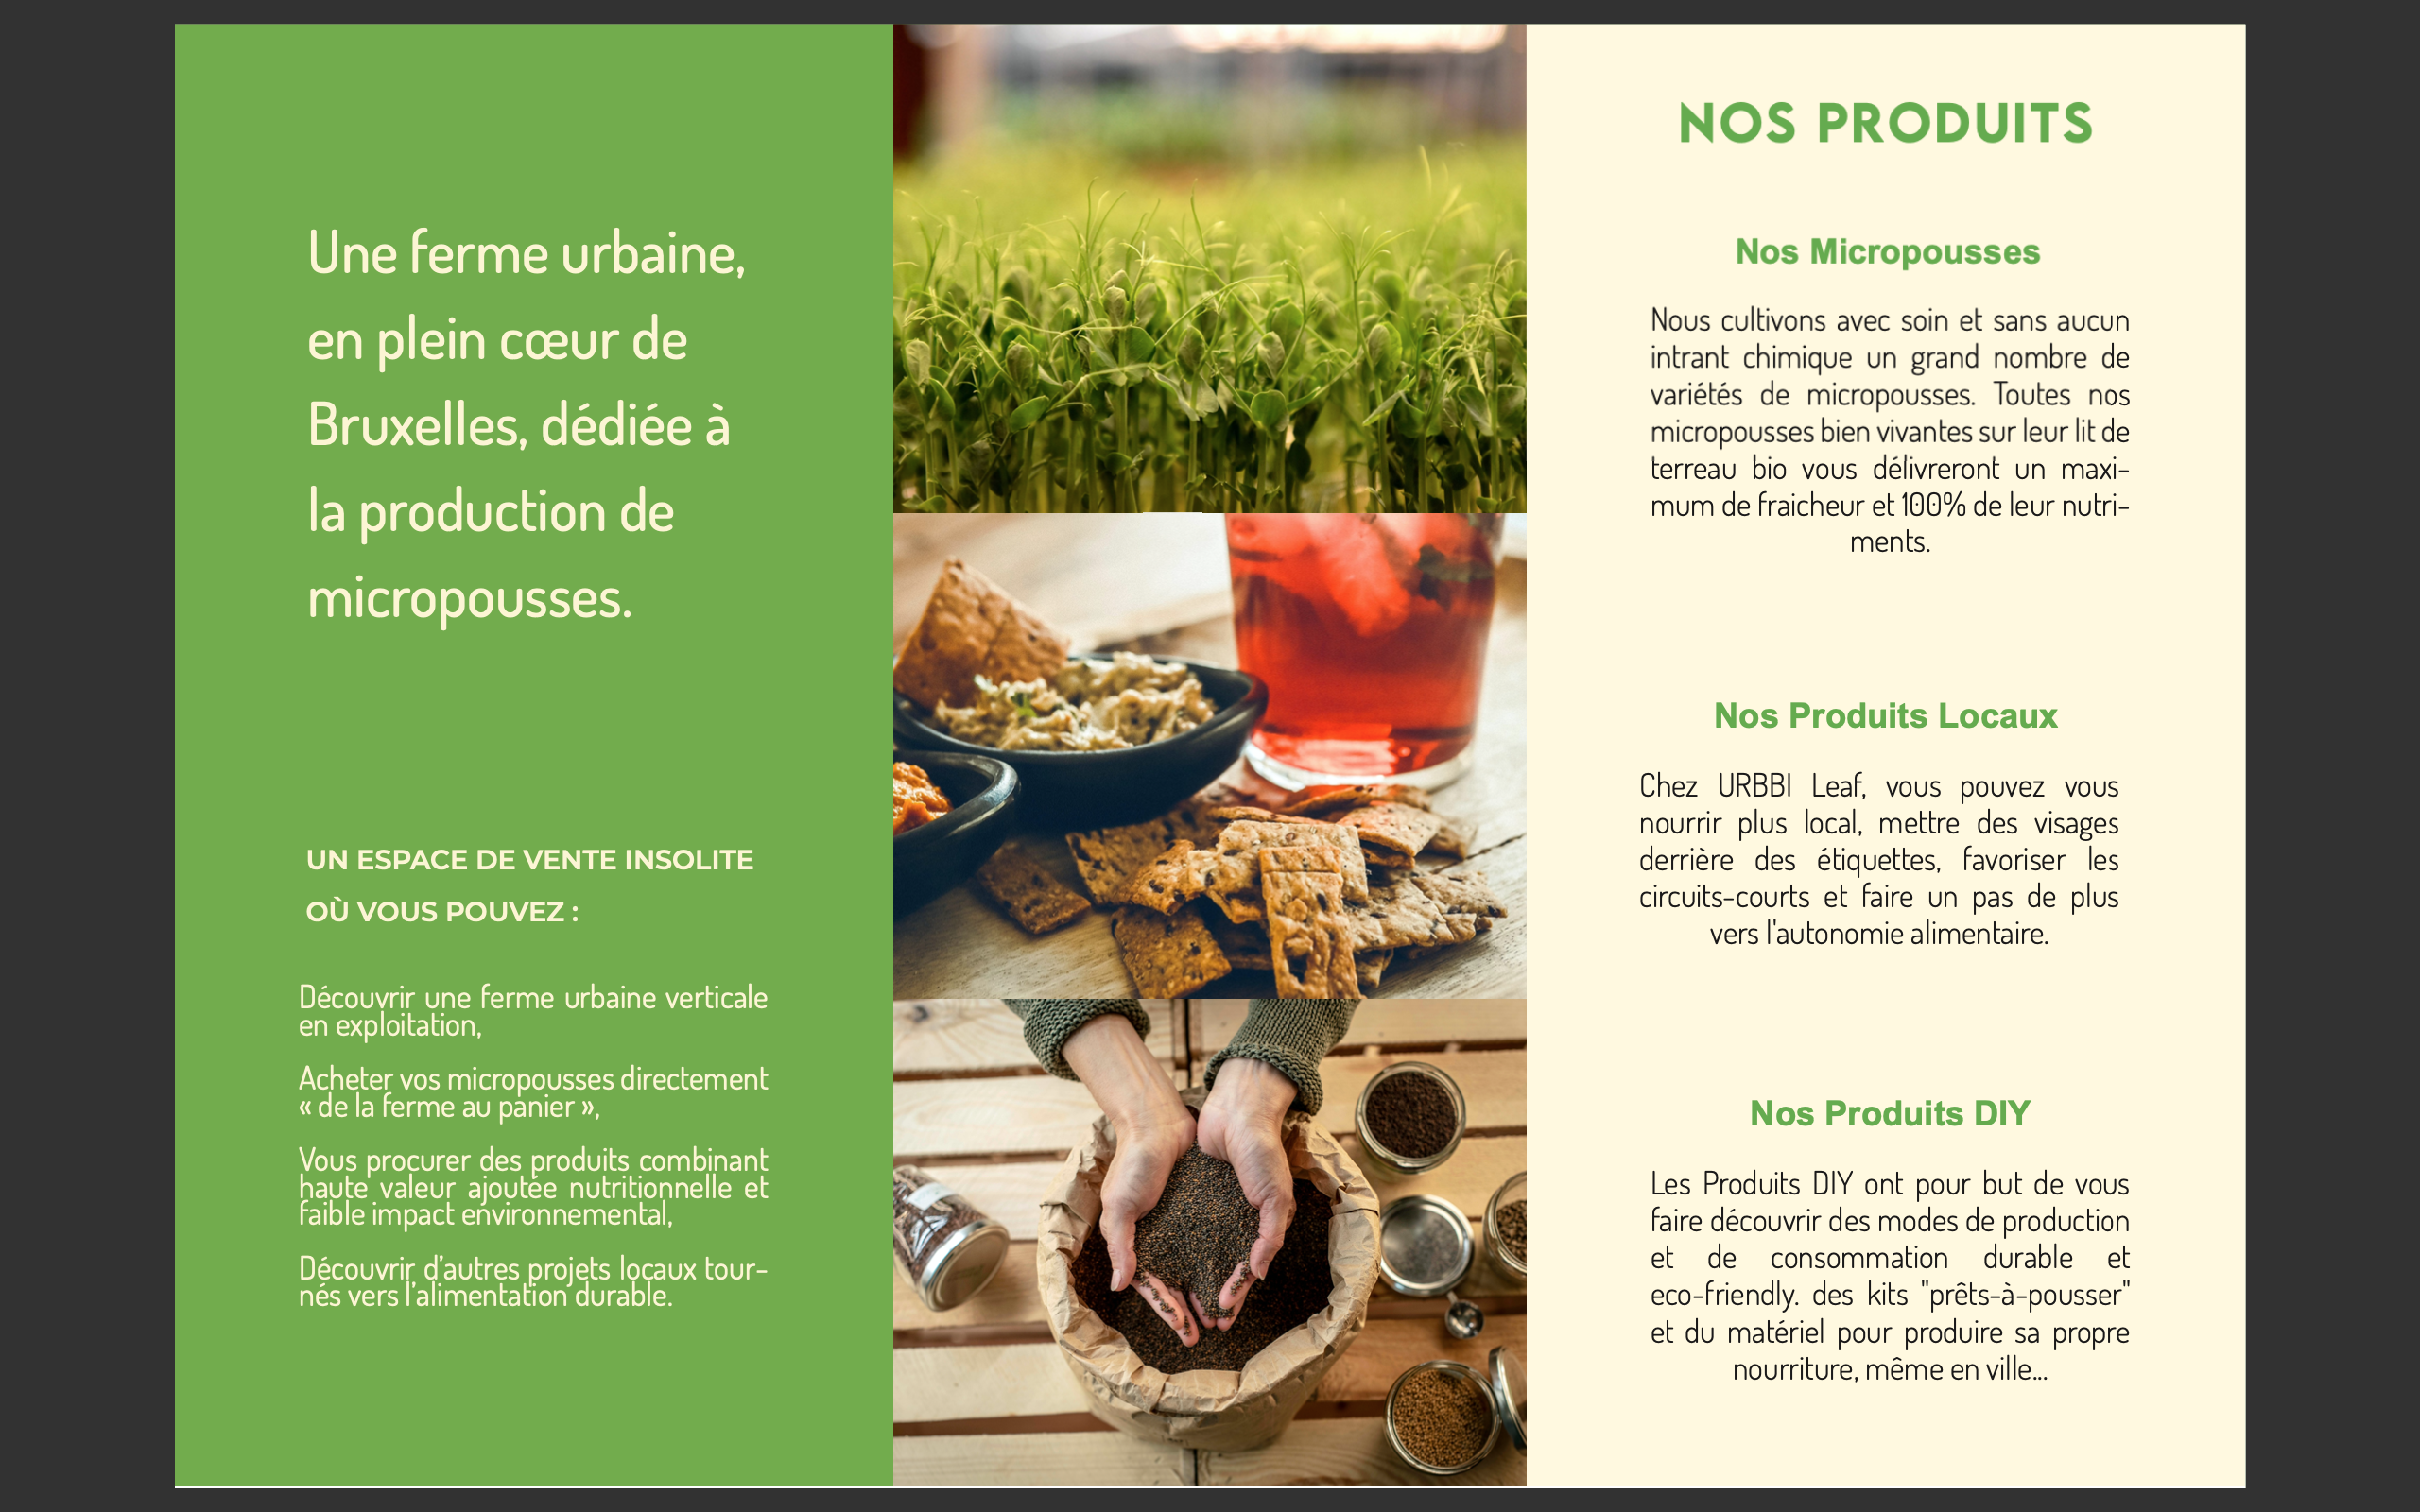 Une ferme urbaine,
en plein cœur de
Bruxelles, dédiée à
la production de
micropousses.
UN ESPACE DE VENTE INSOLITE
OÙ VOUS POUVEZ :
Découvrir une ferme urbaine verticale
en exploitation,
Acheter vos micropousses directement
« de la ferme au panier »,
Vous procurer des produits combinant
haute valeur ajoutée nutritionnelle et
faible impact environnemental,
Découvrir d’autres projets locaux tour-
nés vers l’alimentation durable.
NOS PRODUITS
Nos Micropousses
Nous cultivons avec soin et sans aucun
intrant chimique un grand nombre de
variétés de micropousses. Toutes nos
micropousses bien vivantes sur leur lit de
terreau bio vous délivreront un maxi-
mum de fraicheur et 100% de leur nutri-
ments.
Nos Produits Locaux
Chez URBBI Leaf, vous pouvez vous
nourrir plus local, mettre des visages
derrière des étiquettes, favoriser les
circuits-courts et faire un pas de plus
vers l'autonomie alimentaire.
Nos Produits DIY
Les Produits DIY ont pour but de vous
faire découvrir des modes de production
et de consommation durable et
eco-friendly. des kits "prêts-à-pousser"
et du matériel pour produire sa propre
nourriture, même en ville...